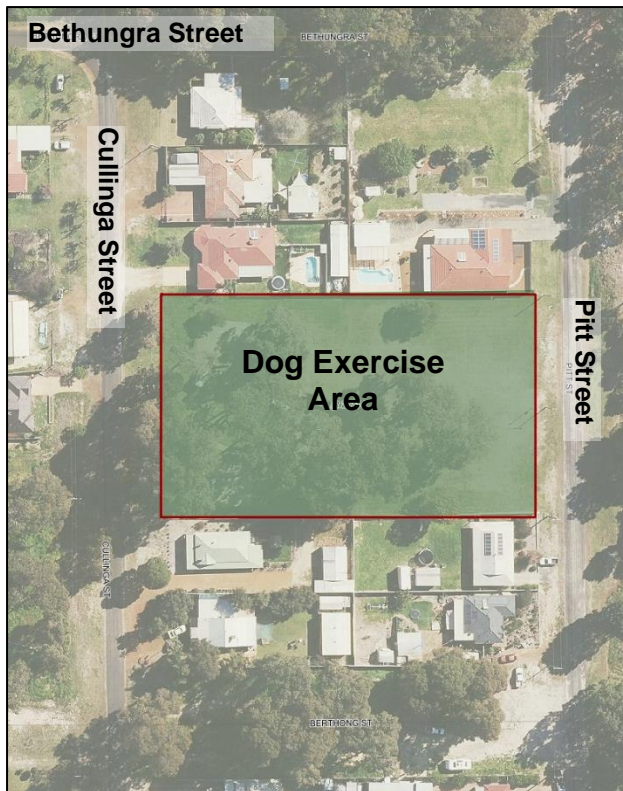 Bethungra Street
BETHUNGRA ST
Cullinga Street
Pitt Street
PITT ST
Dog Exercise
Area
CULLINGA ST
BERTHONG ST